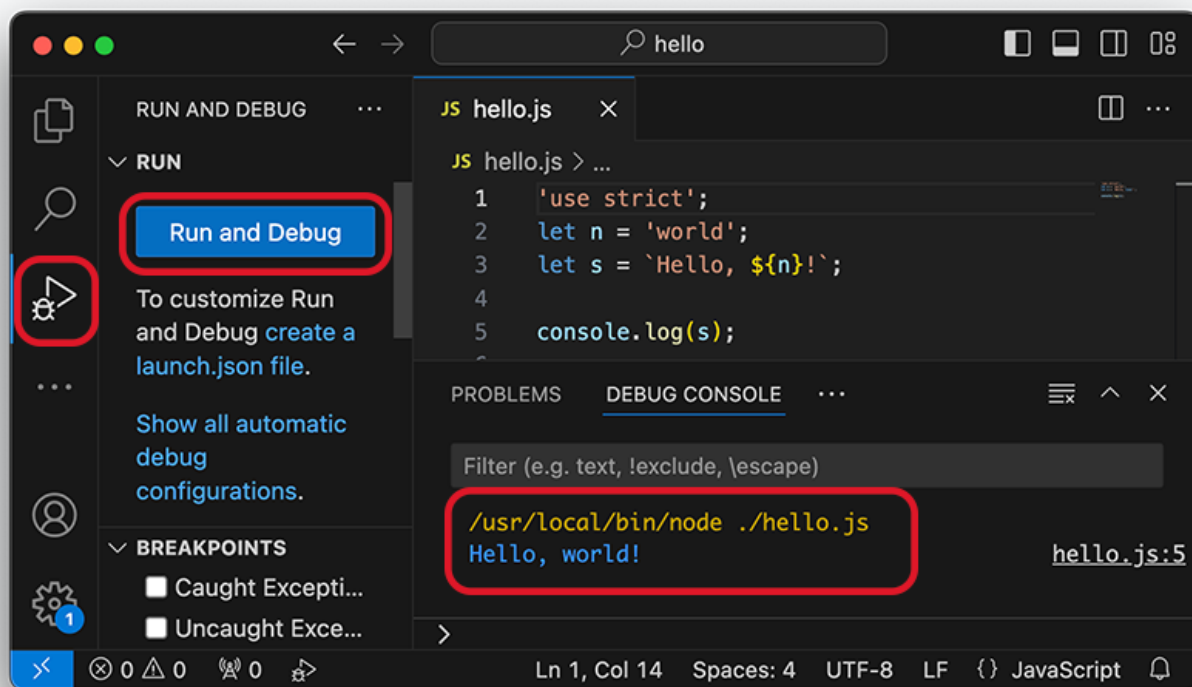 hello
RUN AND DEBUG ...
RUN
Run and Debug
To customize Run
and Debug create a
launch.json file.
Show all automatic
debug
configurations.
BREAKPOINTS
Caught Excepti...
Uncaught Exce...
1
JS hello.js
JS hello.js > ...
1 'use strict';
2 let n = 'world';
3 let s = `Hello, ${n}!`;
4
5 console.log(s);
PROBLEMS DEBUG CONSOLE ...
Filter (e.g. text, !exclude, \escape)
/usr/local/bin/node ./hello.js
Hello, world! hello.js:5
>
0 0 0 Ln 1, Col 14 Spaces: 4 UTF-8 LF {} JavaScript